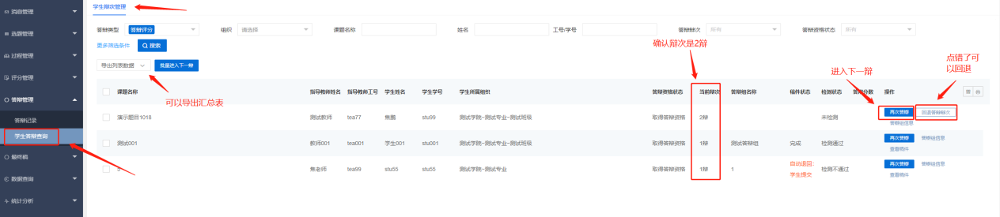 消息管理
选题管理
过程管理
评分管理
答辩管理
答辩记录
学生答辩查询
最终稿
数据查询
统计分析
学生辩次管理
答辩类型 答辩评分 组织 请选择 课题名称 姓名 工号/学号 答辩辩次 所有 答辩资格状态 所有
更多筛选条件 搜索
确认辩次是2辩
点错了可
以回退
进入下一辩
导出列表数据 批量进入下一辩
可以导出汇总表
课题名称 指导教师姓名 指导教师工号 学生姓名 学生学号 学生所属组织 答辩资格状态 当前辩次 答辩组名称 稿件状态 检测状态 答辩分数 操作
演示题目1018 测试教师 tea77 焦鹏 stu99 测试学院~测试专业~测试班级 取得答辩资格 2辩 未检测 再次答辩 回退答辩辩次
答辩组信息
测试001 教师001 tea001 学生001 stu001 测试学院~测试专业~测试班级 取得答辩资格 1辩 测试答辩组 完成 检测通过 再次答辩 答辩组信息
查看稿件
5 焦老师 tea99 stu55 stu55 测试学院~测试专业 取得答辩资格 1辩 1 自动退回:
学生提交 检测不通过 再次答辩 答辩组信息
查看稿件